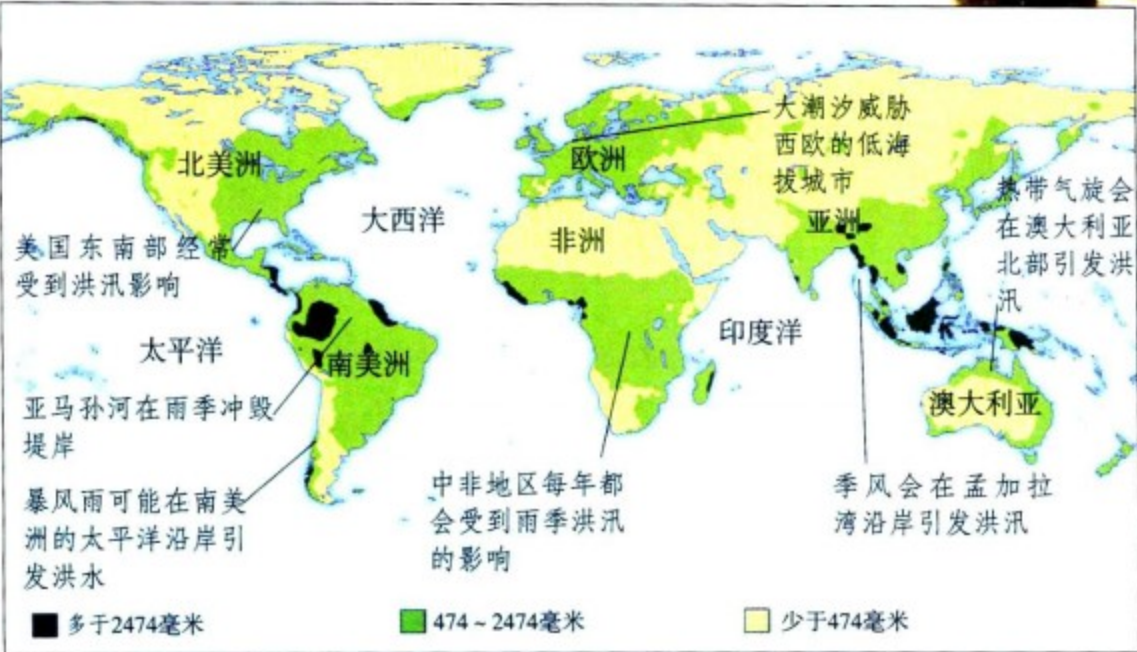 大潮汐威胁
西欧的低海
拔城市
北美洲
欧洲
热带气旋会
在澳大利亚
北部引发洪
汛
大西洋
亚洲
非洲
美国东南部经常
受到洪汛影响
印度洋
太平洋
南美洲
亚马孙河在雨季冲毁
堤岸
澳大利亚
暴风雨可能在南美
洲的太平洋沿岸引
发洪水
中非地区每年都
会受到雨季洪汛
的影响
季风会在孟加拉
湾沿岸引发洪汛
多于2474毫米
474~2474毫米
少于474毫米